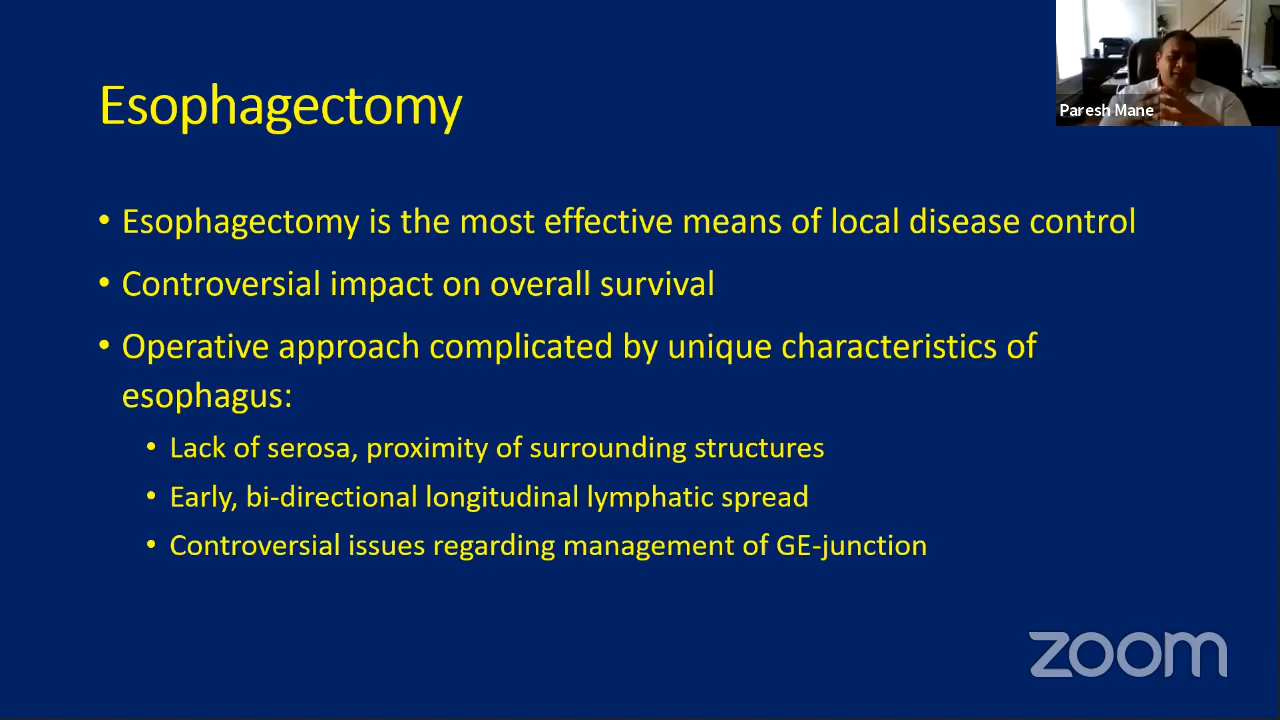 Esophagectomy
Paresh Mane
• Esophagectomy is the most effective means of local disease control
• Controversial impact on overall survival
• Operative approach complicated by unique characteristics of
esophagus:
• Lack of serosa, proximity of surrounding structures
• Early, bi-directional longitudinal lymphatic spread
• Controversial issues regarding management of GE-junction
zoom